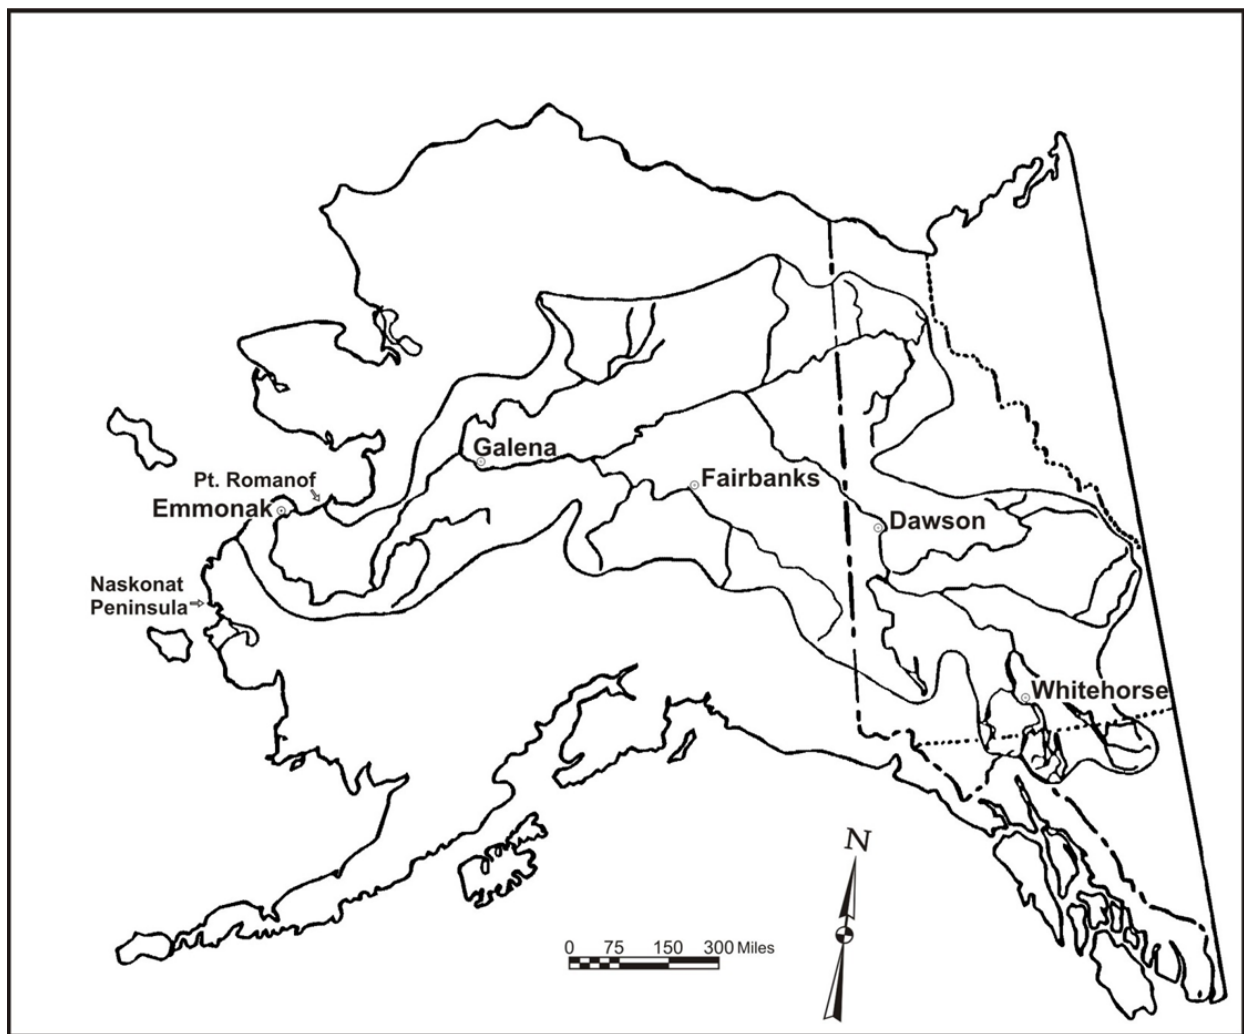 Galena
Pt. Romanof
Fairbanks
Emmonak
Dawson
Naskonat
Peninsula
Whitehorse
N
0 75 150 300 Miles